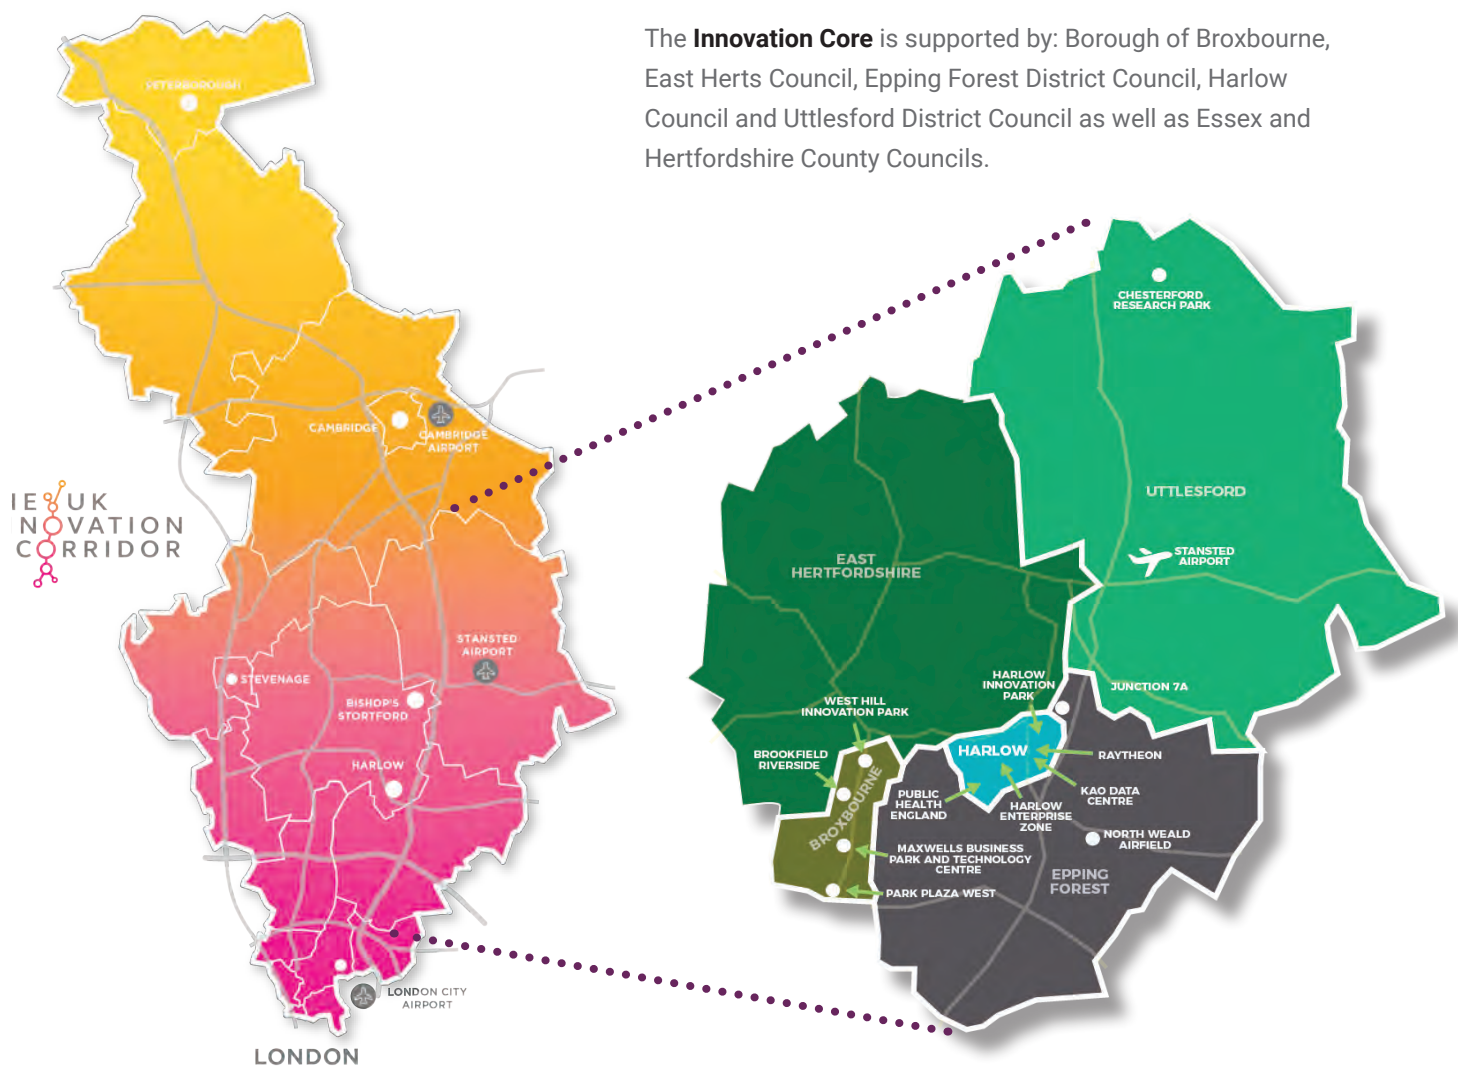 The Innovation Core is supported by: Borough of Broxbourne,
East Herts Council, Epping Forest District Council, Harlow
Council and Uttlesford District Council as well as Essex and
Hertfordshire County Councils.
PETERBOROUGH
CAMBRIDGE
CAMBRIDGE
AIRPORT
IE UK
NOVATION
CORRIDOR
STANSTED
AIRPORT
STEVENAGE
BISHOP'S
STORTFORD
HARLOW
LONDON CITY
AIRPORT
LONDON
CHESTERFORD
RESEARCH PARK
UTTLESFORD
STANSTED
AIRPORT
EAST
HERTFORDSHIRE
HARLOW
INNOVATION
PARK
JUNCTION 7A
WEST HILL
INNOVATION PARK
BROOKFIELD
RIVERSIDE
HARLOW
RAYTHEON
BROXBOURNE
PUBLIC
HEALTH
ENGLAND
HARLOW
ENTERPRISE
ZONE
KAO DATA
CENTRE
NORTH WEALD
AIRFIELD
MAXWELLS BUSINESS
PARK AND TECHNOLOGY
CENTRE
EPPING
FOREST
PARK PLAZA WEST